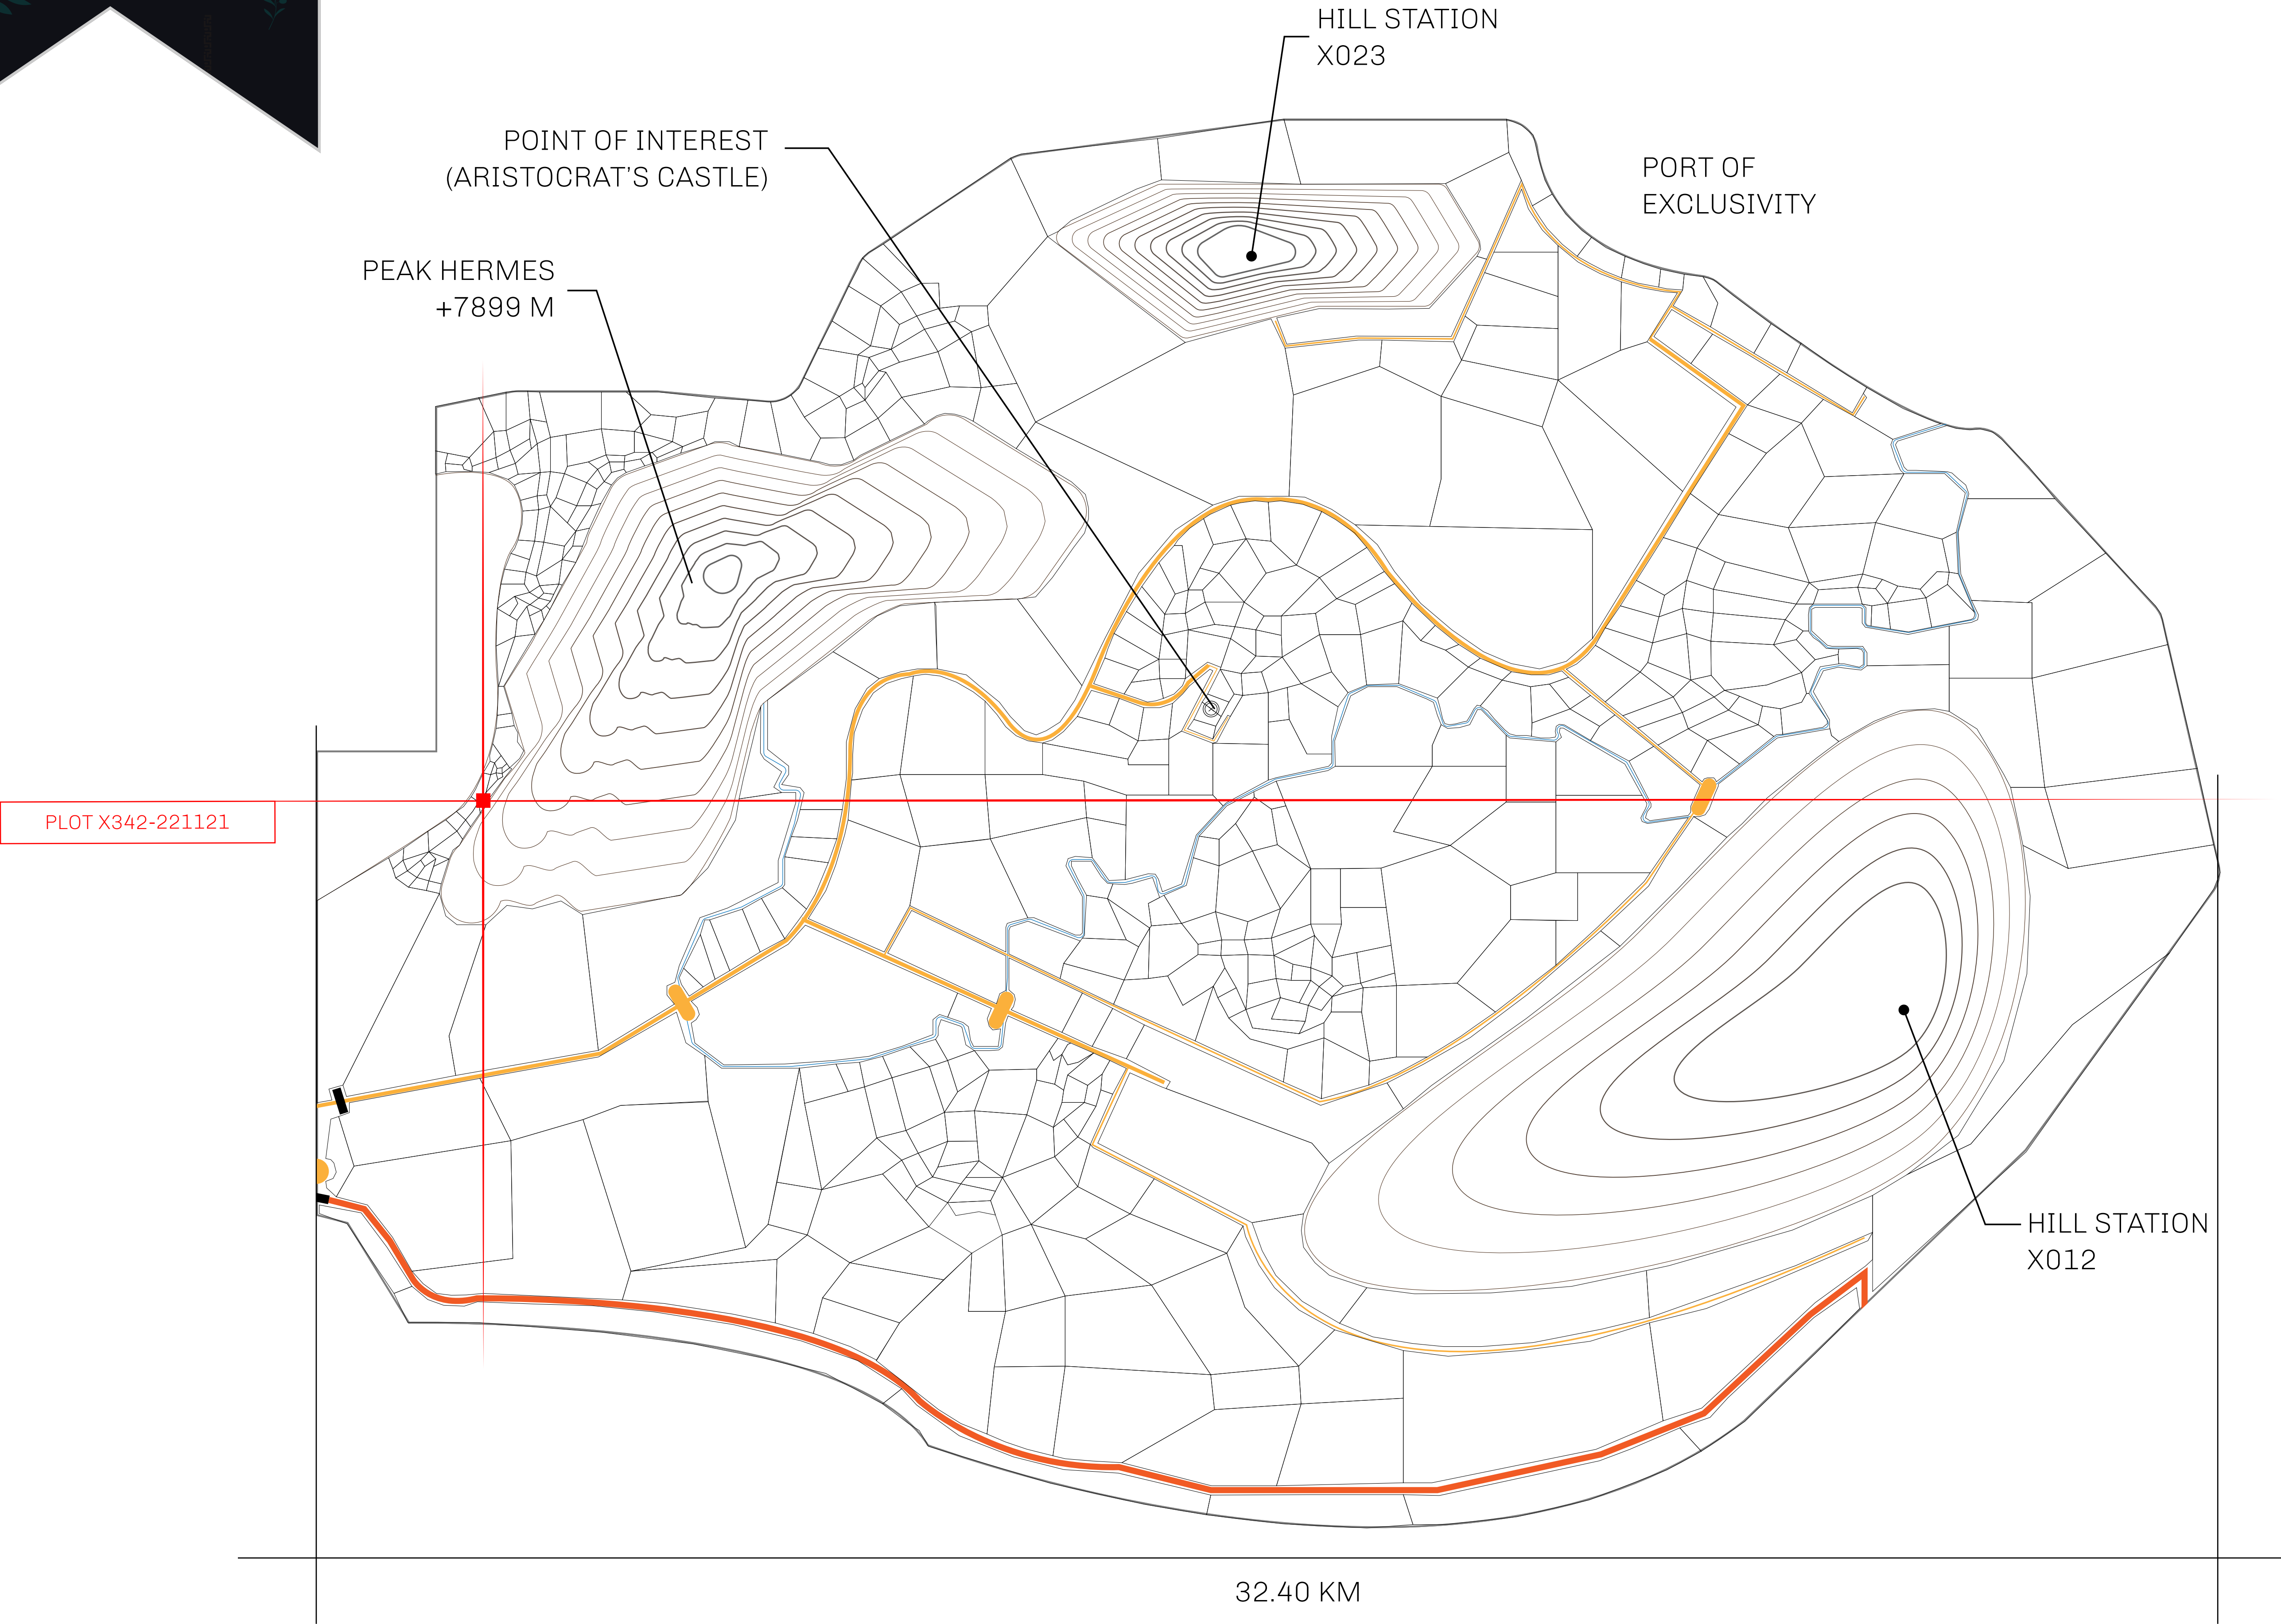 HILL STATION
X023
POINT OF INTEREST
(ARISTOCRAT'S CASTLE)
PORT OF
EXCLUSIVITY
PEAK HERMES
+7899 M
PLOT X342-221121
HILL STATION
X012
32.40 KM